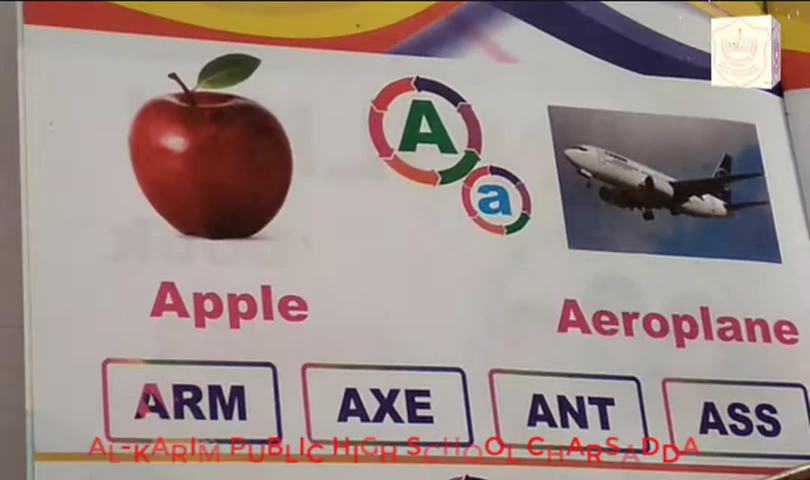 A
a
Apple
Aeroplane
ARM AXE ANT ASS
AL-KARIM PUBLIC HIGH SCHOOL CHARSADDA